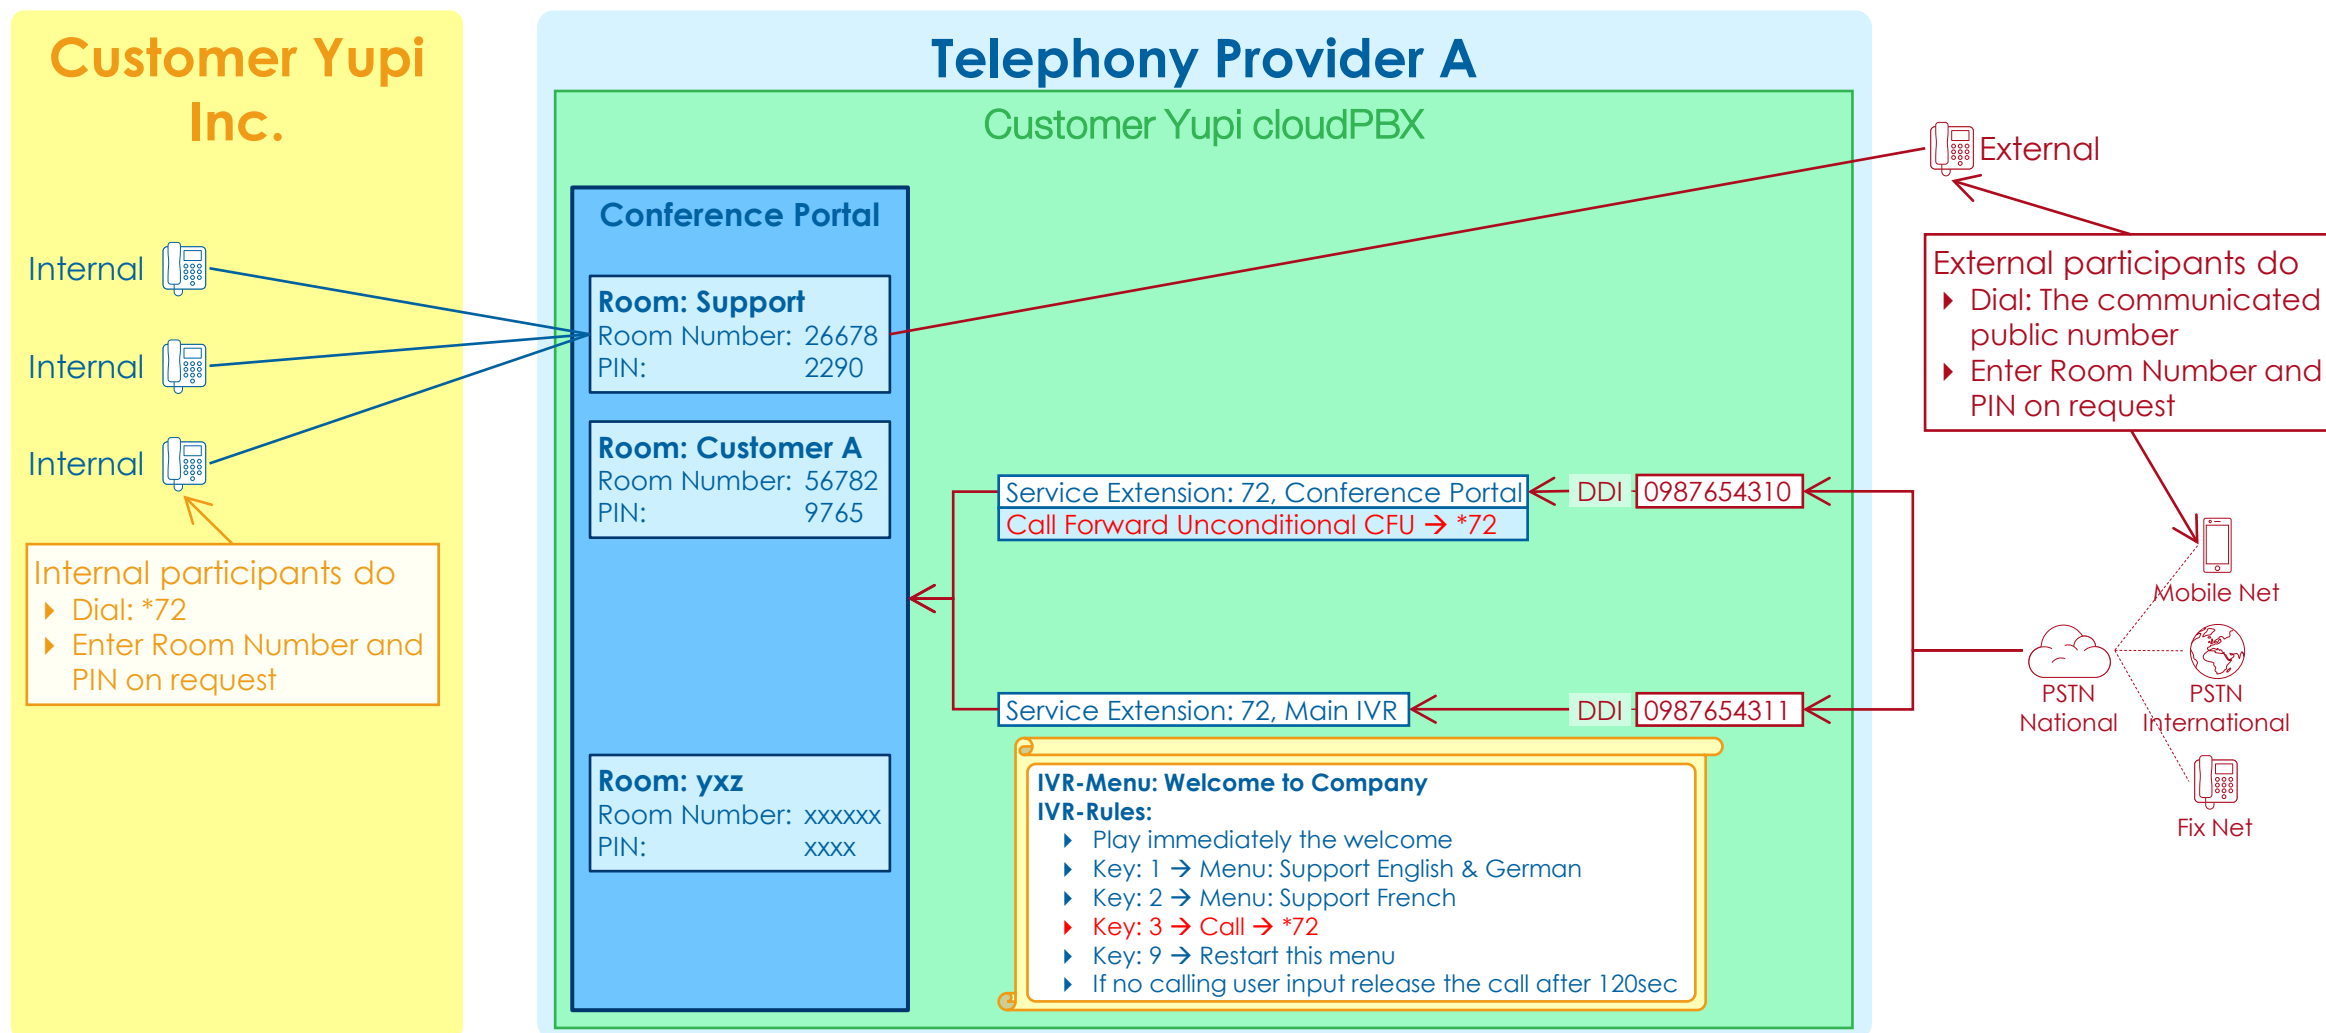 Customer Yupi
Inc.
Internal
Internal
Internal
Internal participants do
Dial: *72
Enter Room Number and
PIN on request
Telephony Provider A
Customer Yupi cloudPBX
Conference Portal
Room: Support
Room Number: 26678
PIN: 2290
Room: Customer A
Room Number: 56782
PIN: 9765
Room: yxz
Room Number: xxxxxx
PIN: xxxx
Service Extension: 72, Conference Portal
Call Forward Unconditional CFU → *72
DDI
0987654310
Service Extension: 72, Main IVR
DDI
0987654311
IVR-Menu: Welcome to Company
IVR-Rules:
Play immediately the welcome
Key: 1 → Menu: Support English & German
Key: 2 → Menu: Support French
Key: 3 → Call → *72
Key: 9 → Restart this menu
If no calling user input release the call after 120sec
External
External participants do
Dial: The communicated
public number
Enter Room Number and
PIN on request
Mobile Net
PSTN
National
PSTN
International
Fix Net